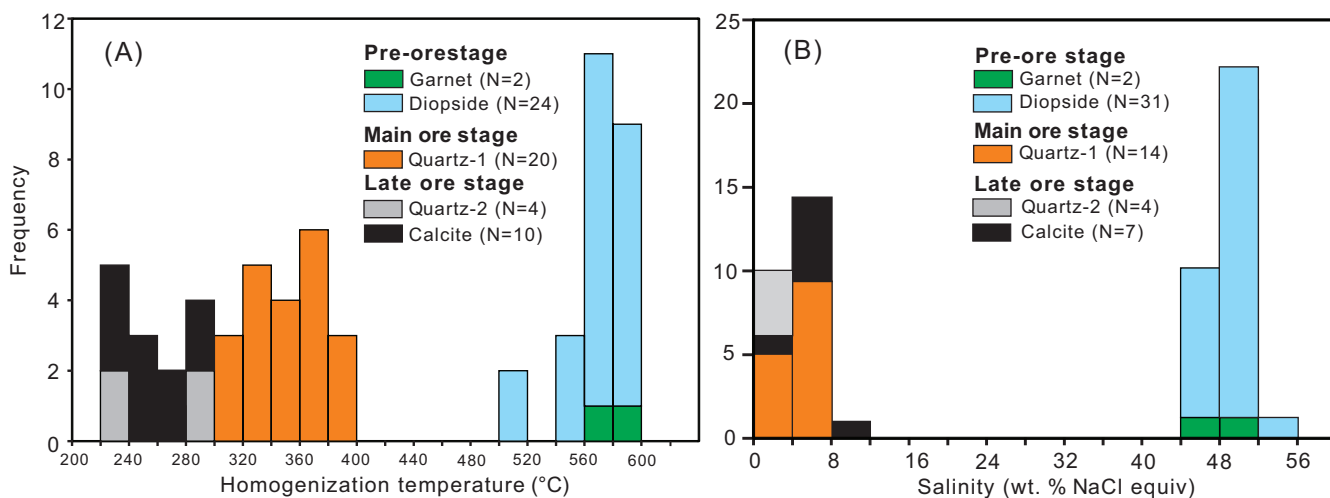 (A)
Pre-orestage
Garnet (N=2)
Diopside (N=24)
Main ore stage
Quartz-1 (N=20)
Late ore stage
Quartz-2 (N=4)
Calcite (N=10)
Frequency
12
10
8
6
4
2
0
200 240 280 320 360 400 440 480 520 560 600
Homogenization temperature (°C)
(B)
Pre-ore stage
Garnet (N=2)
Diopside (N=31)
Main ore stage
Quartz-1 (N=14)
Late ore stage
Quartz-2 (N=4)
Calcite (N=7)
25
20
15
10
5
0
0 8 16 24 32 40 48 56
Salinity (wt. % NaCl equiv)